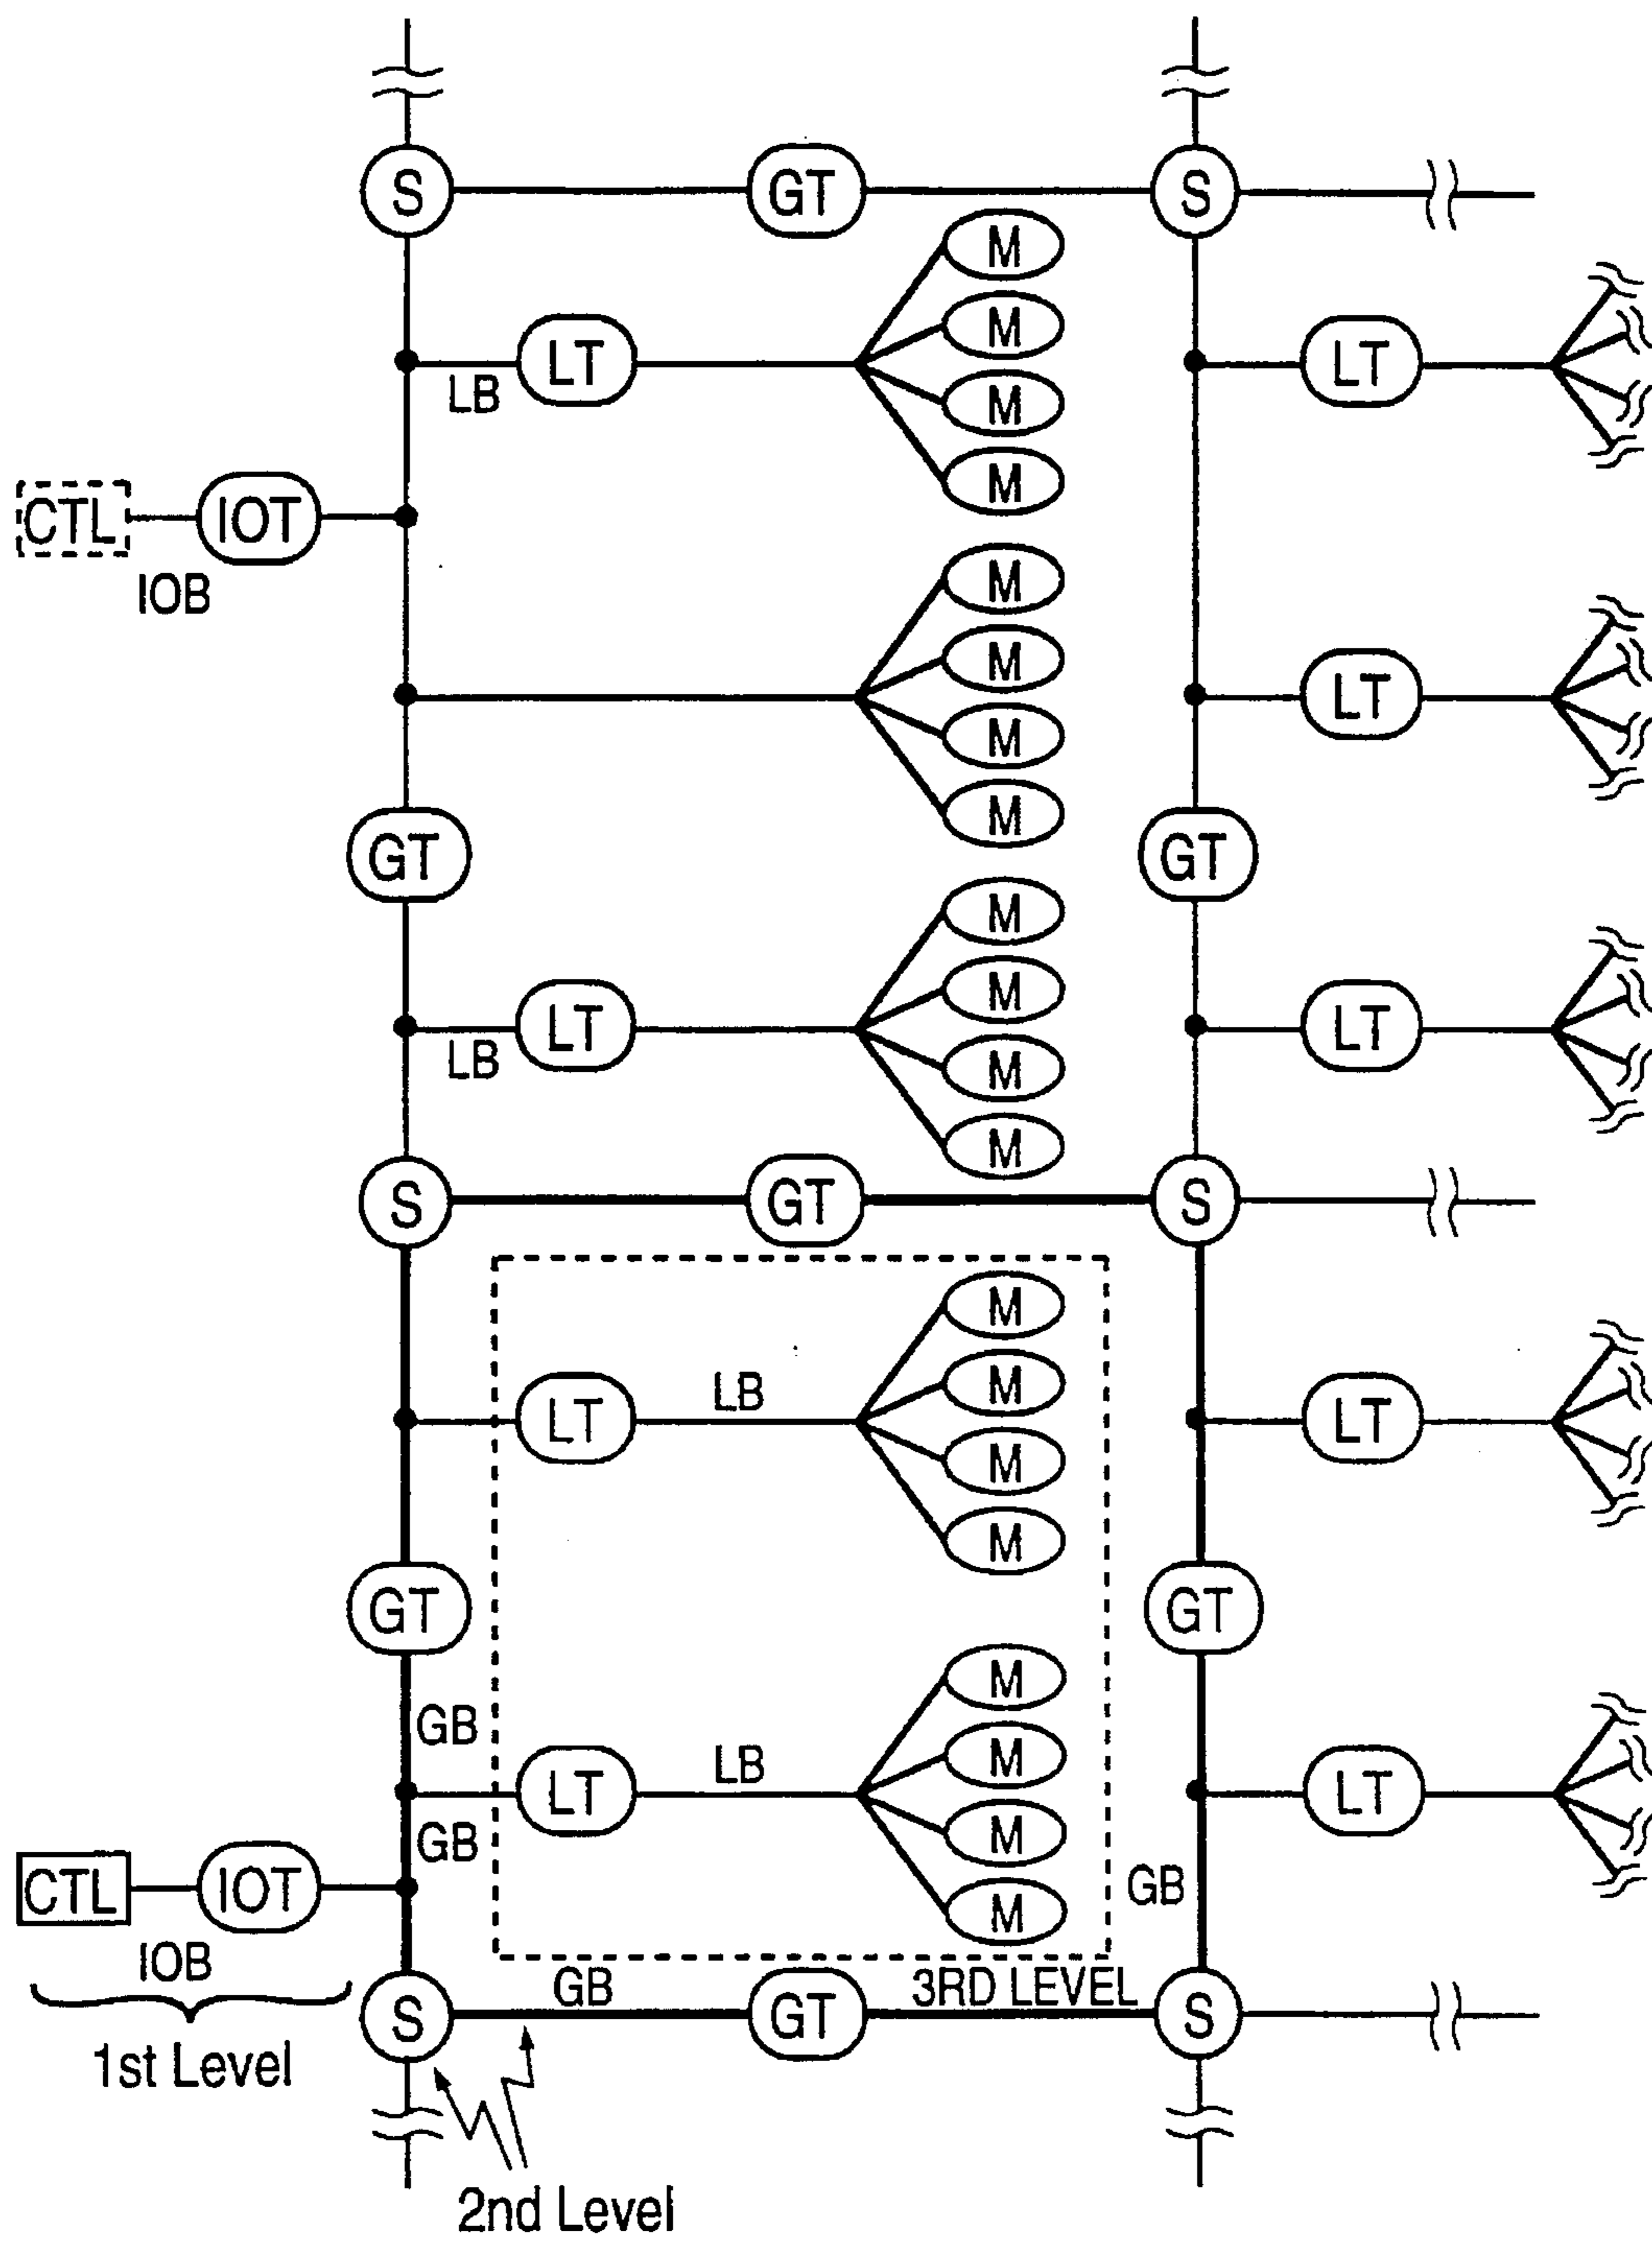 S GT S
M
LT M LT
LB M
M
CTL IOT
IOB
M
M LT
M
M
GT GT
M
LT M LT
LB M
M
S GT S
M
LT LB M LT
M
M
GT GT
M
GB
LT LB M LT
GB M
CTL IOT M GB
IOB
S GB GT 3RD LEVEL S
1st Level
2nd Level